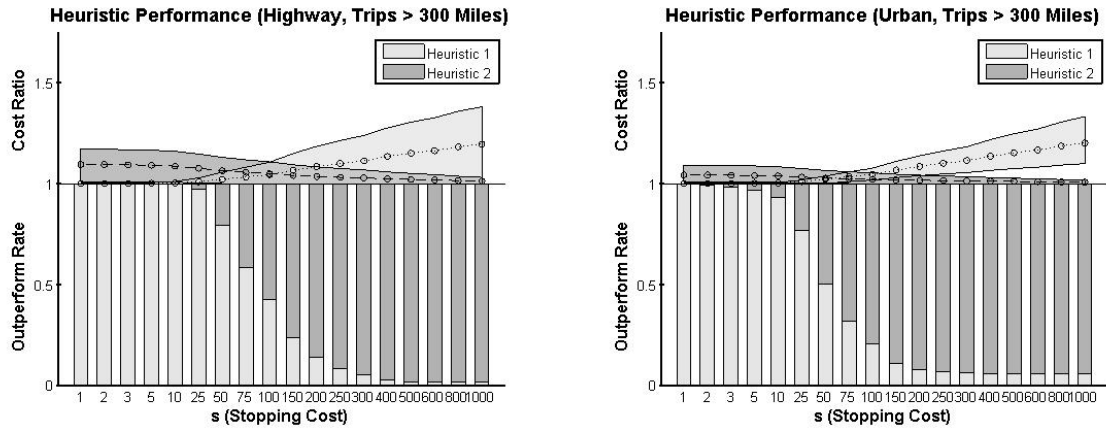 Heuristic Performance (Highway, Trips > 300 Miles)
Cost Ratio
Outperform Rate
1.5
1
0.5
0
Heuristic 1
Heuristic 2
1 2 3 5 10 25 50 75 100 150 200 250 300 400 500 600 800 1000
s (Stopping Cost)
Heuristic Performance (Urban, Trips > 300 Miles)
Cost Ratio
Outperform Rate
1.5
1
0.5
0
Heuristic 1
Heuristic 2
1 2 3 5 10 25 50 75 100 150 200 250 300 400 500 600 800 1000
s (Stopping Cost)